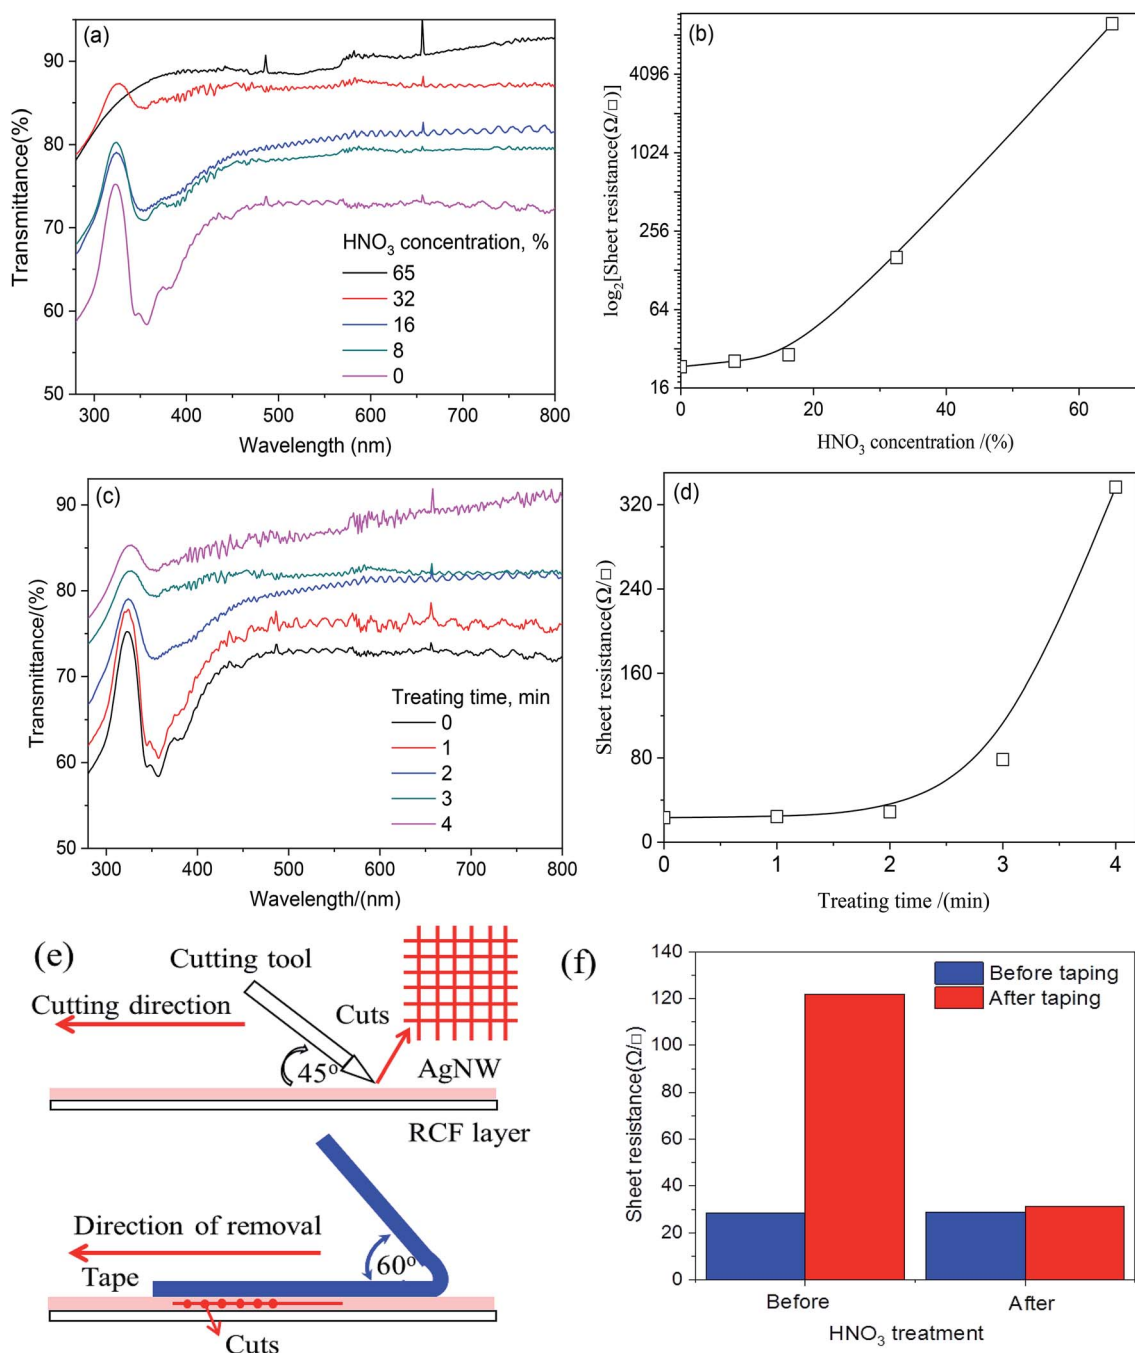 (a)
Transmittance(%)
90
80
70
60
50
HNO3 concentration, %
65
32
16
8
0
300 400 500 600 700 800
Wavelength (nm)
(b)
log2[Sheet resistance(Ω/□)]
4096
1024
256
64
16
0 20 40 60
HNO3 concentration /(%)
(c)
Transmittance/(%)
90
80
70
60
50
Treating time, min
0
1
2
3
4
300 400 500 600 700 800
Wavelength/(nm)
(d)
Sheet resistance(Ω/□)
320
240
160
80
0
0 1 2 3 4
Treating time /(min)
(e)
Cutting tool
Cutting direction
Cuts
45o
AgNW
RCF layer
Direction of removal
60o
Tape
Cuts
(f)
Sheet resistance(Ω/□)
140
120
100
80
60
40
20
0
Before taping
After taping
Before After
HNO3 treatment